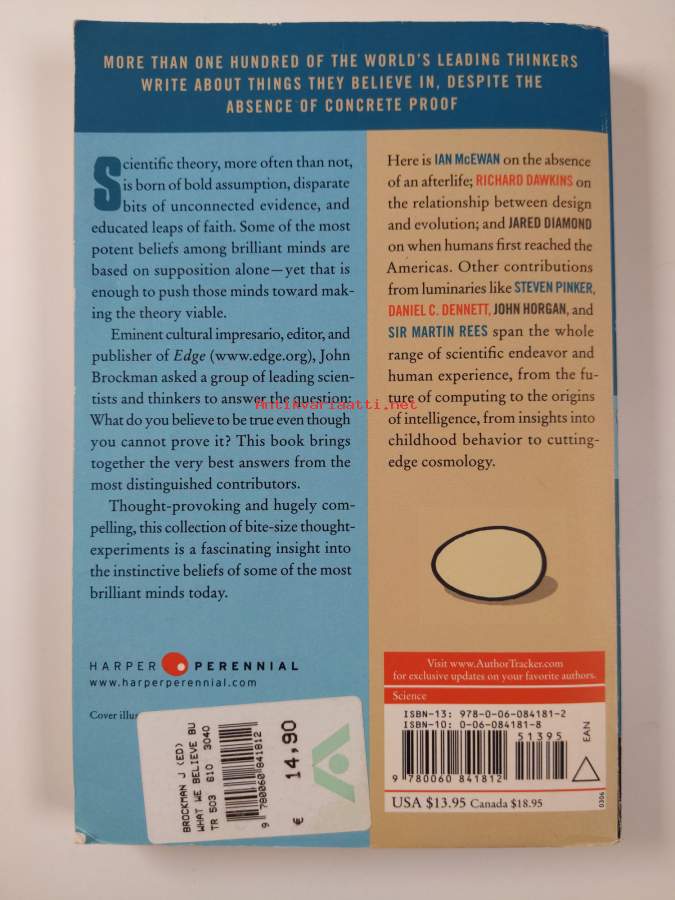 MORE THAN ONE HUNDRED OF THE WORLD'S LEADING THINKERS
WRITE ABOUT THINGS THEY BELIEVE IN, DESPITE THE
ABSENCE OF CONCRETE PROOF
Scientific theory, more often than not,
is born of bold assumption, disparate
bits of unconnected evidence, and
educated leaps of faith. Some of the most
potent beliefs among brilliant minds are
based on supposition alone—yet that is
enough to push those minds toward mak-
ing the theory viable.
Eminent cultural impresario, editor, and
publisher of Edge (www.edge.org), John
Brockman asked a group of leading scien-
tists and thinkers to answer the question:
What do you believe to be true even though
you cannot prove it? This book brings
together the very best answers from the
most distinguished contributors.
Thought-provoking and hugely com-
pelling, this collection of bite-size thought-
experiments is a fascinating insight into
the instinctive beliefs of some of the most
brilliant minds today.
Here is IAN McEWAN on the absence
of an afterlife; RICHARD DAWKINS on
the relationship between design
and evolution; and JARED DIAMOND
on when humans first reached the
Americas. Other contributions
from luminaries like STEVEN PINKER,
DANIEL C. DENNETT, JOHN HORGAN, and
SIR MARTIN REES span the whole
range of scientific endeavor and
human experience, from the fu-
ture of computing to the origins
of intelligence, from insights into
childhood behavior to cutting-
edge cosmology.
Antikvariaatti.net
HARPER PERENNIAL
www.harperperennial.com
Cover illus
BROCKMAN J (ED)
WHAT WE BELIEVE BU
TR 503 610 3040
9 780060 841812
€ 14,90
Visit www.AuthorTracker.com
for exclusive updates on your favorite authors.
Science
ISBN-13: 978-0-06-084181-2
ISBN-10: 0-06-084181-8
51395
EAN
9 780060 841812
USA $13.95 Canada $18.95
0306